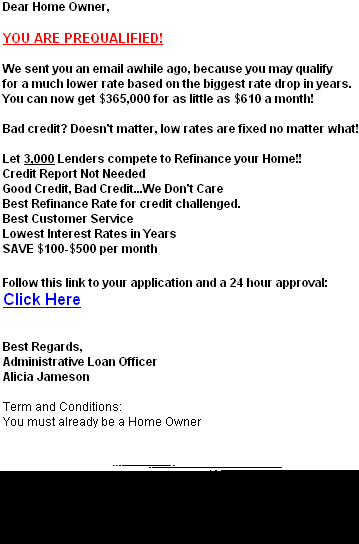 Dear Home Owner,
YOU ARE PREQUALIFIED!
We sent you an email awhile ago, because you may qualify
for a much lower rate based on the biggest rate drop in years.
You can now get $365,000 for as little as $610 a month!
Bad credit? Doesn't matter, low rates are fixed no matter what!
Let 3,000 Lenders compete to Refinance your Home!!
Credit Report Not Needed
Good Credit, Bad Credit...We Don't Care
Best Refinance Rate for credit challenged.
Best Customer Service
Lowest Interest Rates in Years
SAVE $100-$500 per month
Follow this link to your application and a 24 hour approval:
Click Here
Best Regards,
Administrative Loan Officer
Alicia Jameson
Term and Conditions:
You must already be a Home Owner